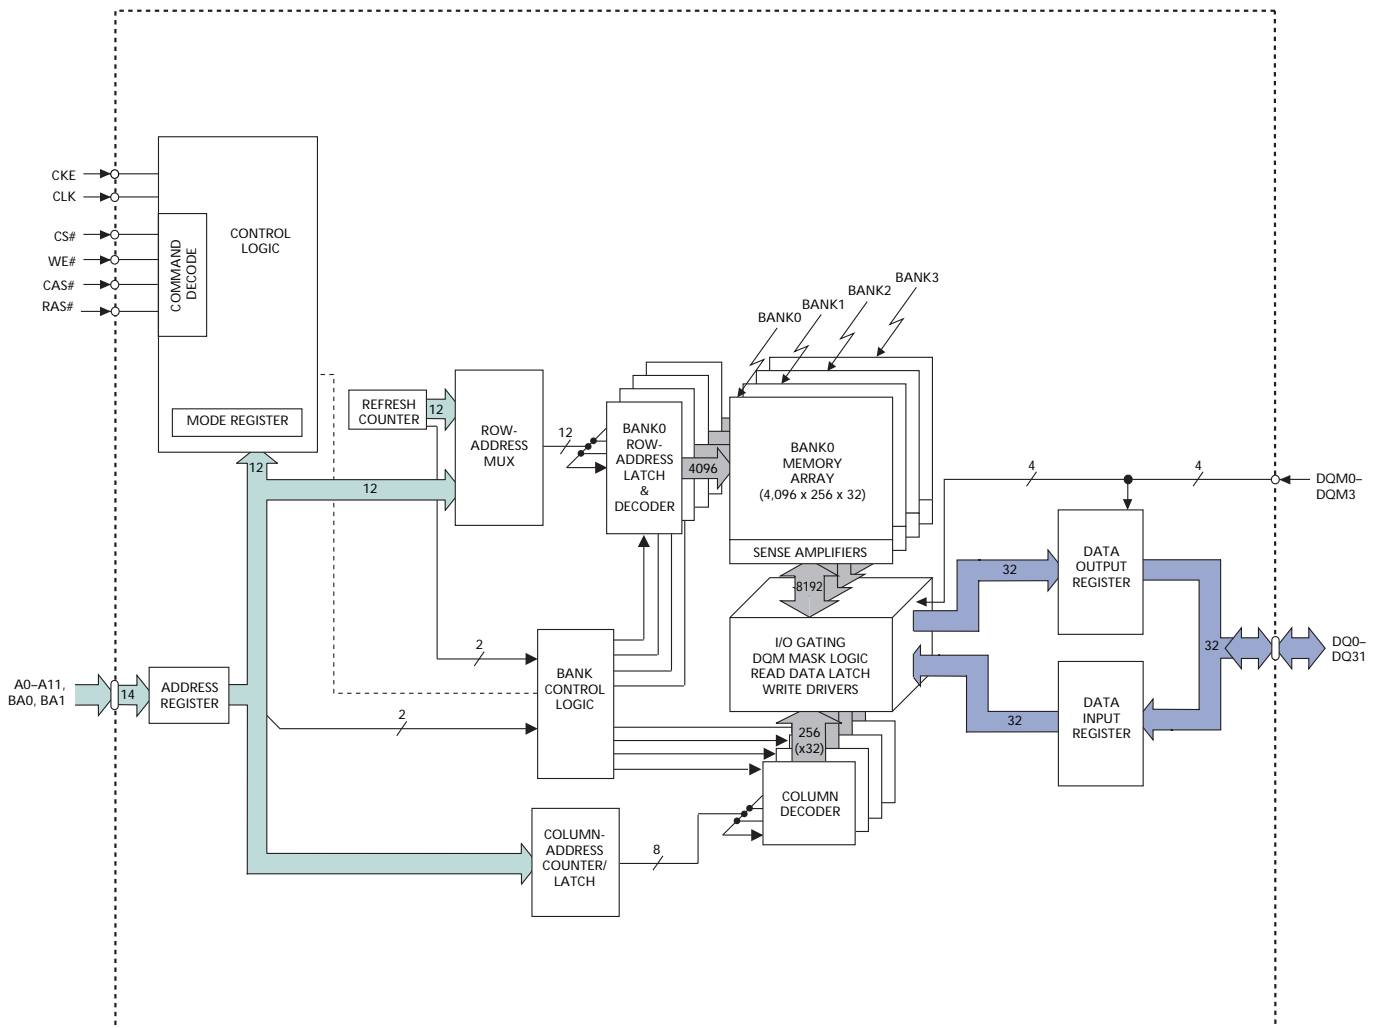 CKE
CLK
CS#
WE#
CAS#
RAS#
COMMAND
DECODE
CONTROL
LOGIC
MODE REGISTER
12
12
REFRESH
COUNTER
12
ROW-
ADDRESS
MUX
12
BANK0
ROW-
ADDRESS
LATCH
&
DECODER
4096
BANK0
BANK1
BANK2
BANK3
BANK0
MEMORY
ARRAY
(4,096 x 256 x 32)
SENSE AMPLIFIERS
8192
I/O GATING
DQM MASK LOGIC
READ DATA LATCH
WRITE DRIVERS
256
(x32)
COLUMN
DECODER
A0–A11,
BA0, BA1
14
ADDRESS
REGISTER
2
2
BANK
CONTROL
LOGIC
COLUMN-
ADDRESS
COUNTER/
LATCH
8
4
4
DQM0–
DQM3
32
DATA
OUTPUT
REGISTER
32
DQ0–
DQ31
32
DATA
INPUT
REGISTER